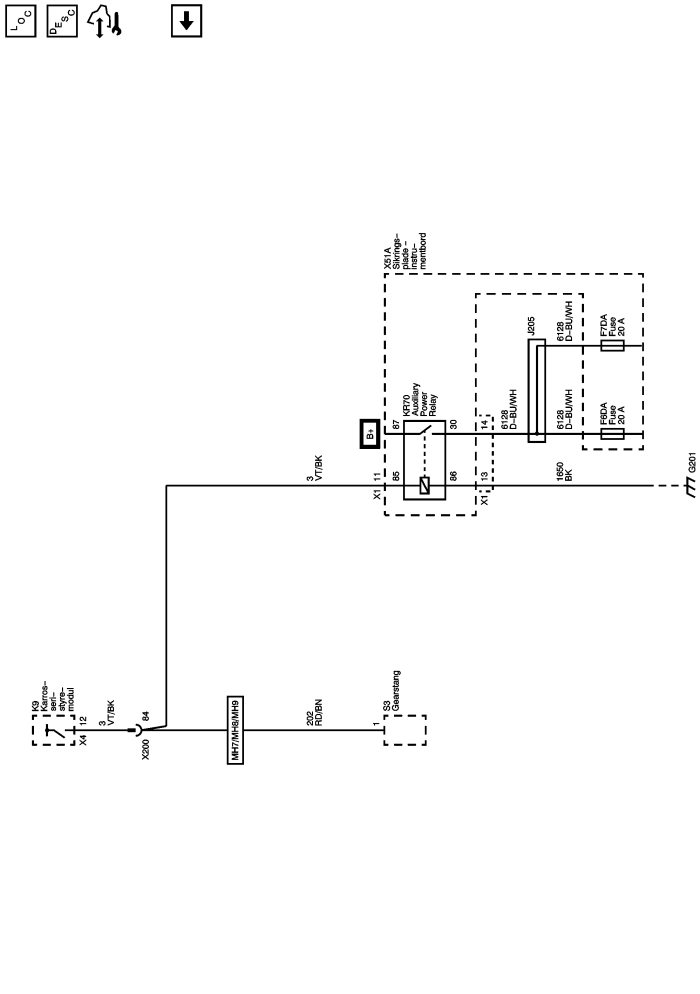 LOC
DESC
K9
Karros–
seri–
styre–
modul
12
X4
3
VT/BK
84
X200
MH7/MH8/MH9
202
RD/BN
1
S3
Gearstang
3
VT/BK
B+
X51A
Sikrings–
plade –
instru–
mentbord
X1
11
85
87
KR70
Auxiliary
Power
Relay
86
30
X1
13
14
6128
D–BU/WH
J205
6128
D–BU/WH
6128
D–BU/WH
1650
BK
F6DA
Fuse
20 A
F7DA
Fuse
20 A
G201